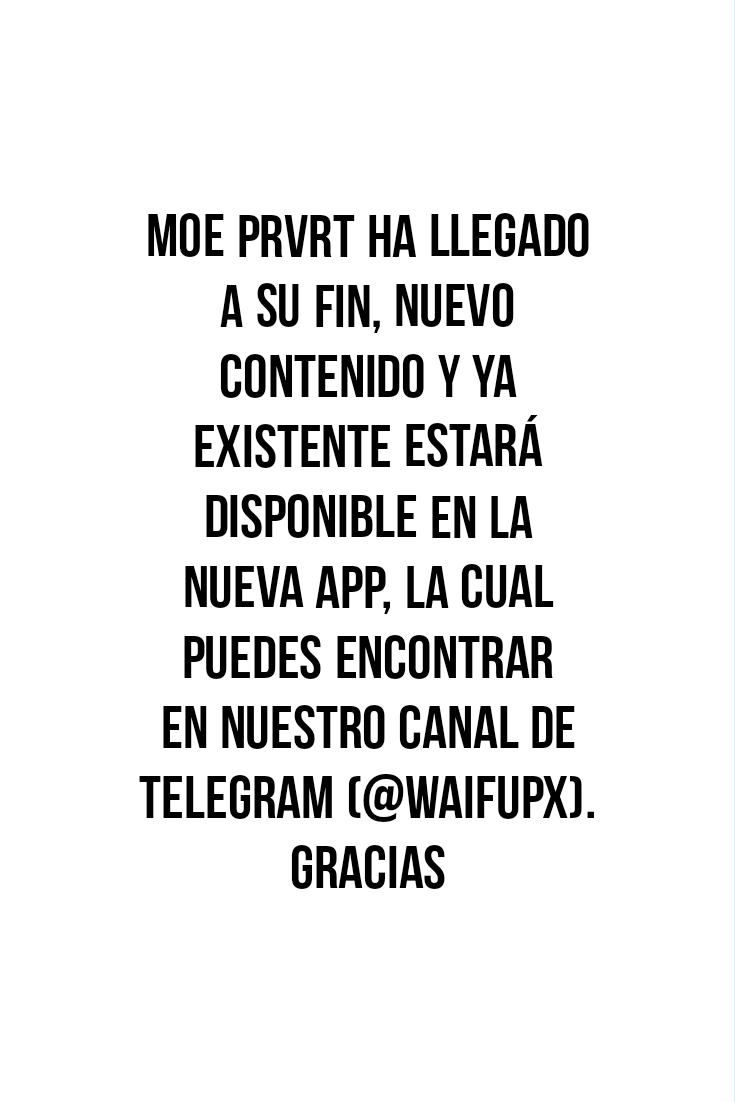 MOE PRVRT HA LLEGADO
A SU FIN, NUEVO
CONTENIDO Y YA
EXISTENTE ESTARÁ
DISPONIBLE EN LA
NUEVA APP, LA CUAL
PUEDES ENCONTRAR
EN NUESTRO CANAL DE
TELEGRAM (@WAIFUPX).
GRACIAS